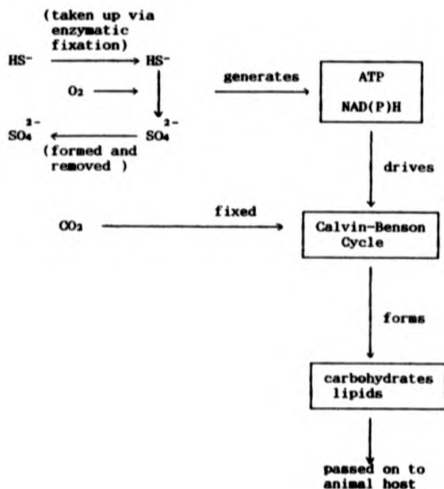 (taken up via
enzymatic
fixation)
HS⁻ HS⁻
O₂
generates
ATP
NAD(P)H
SO₄²⁻ SO₄²⁻
(formed and
removed )
drives
CO₂
fixed
Calvin-Benson
Cycle
forms
carbohydrates
lipids
passed on to
animal host